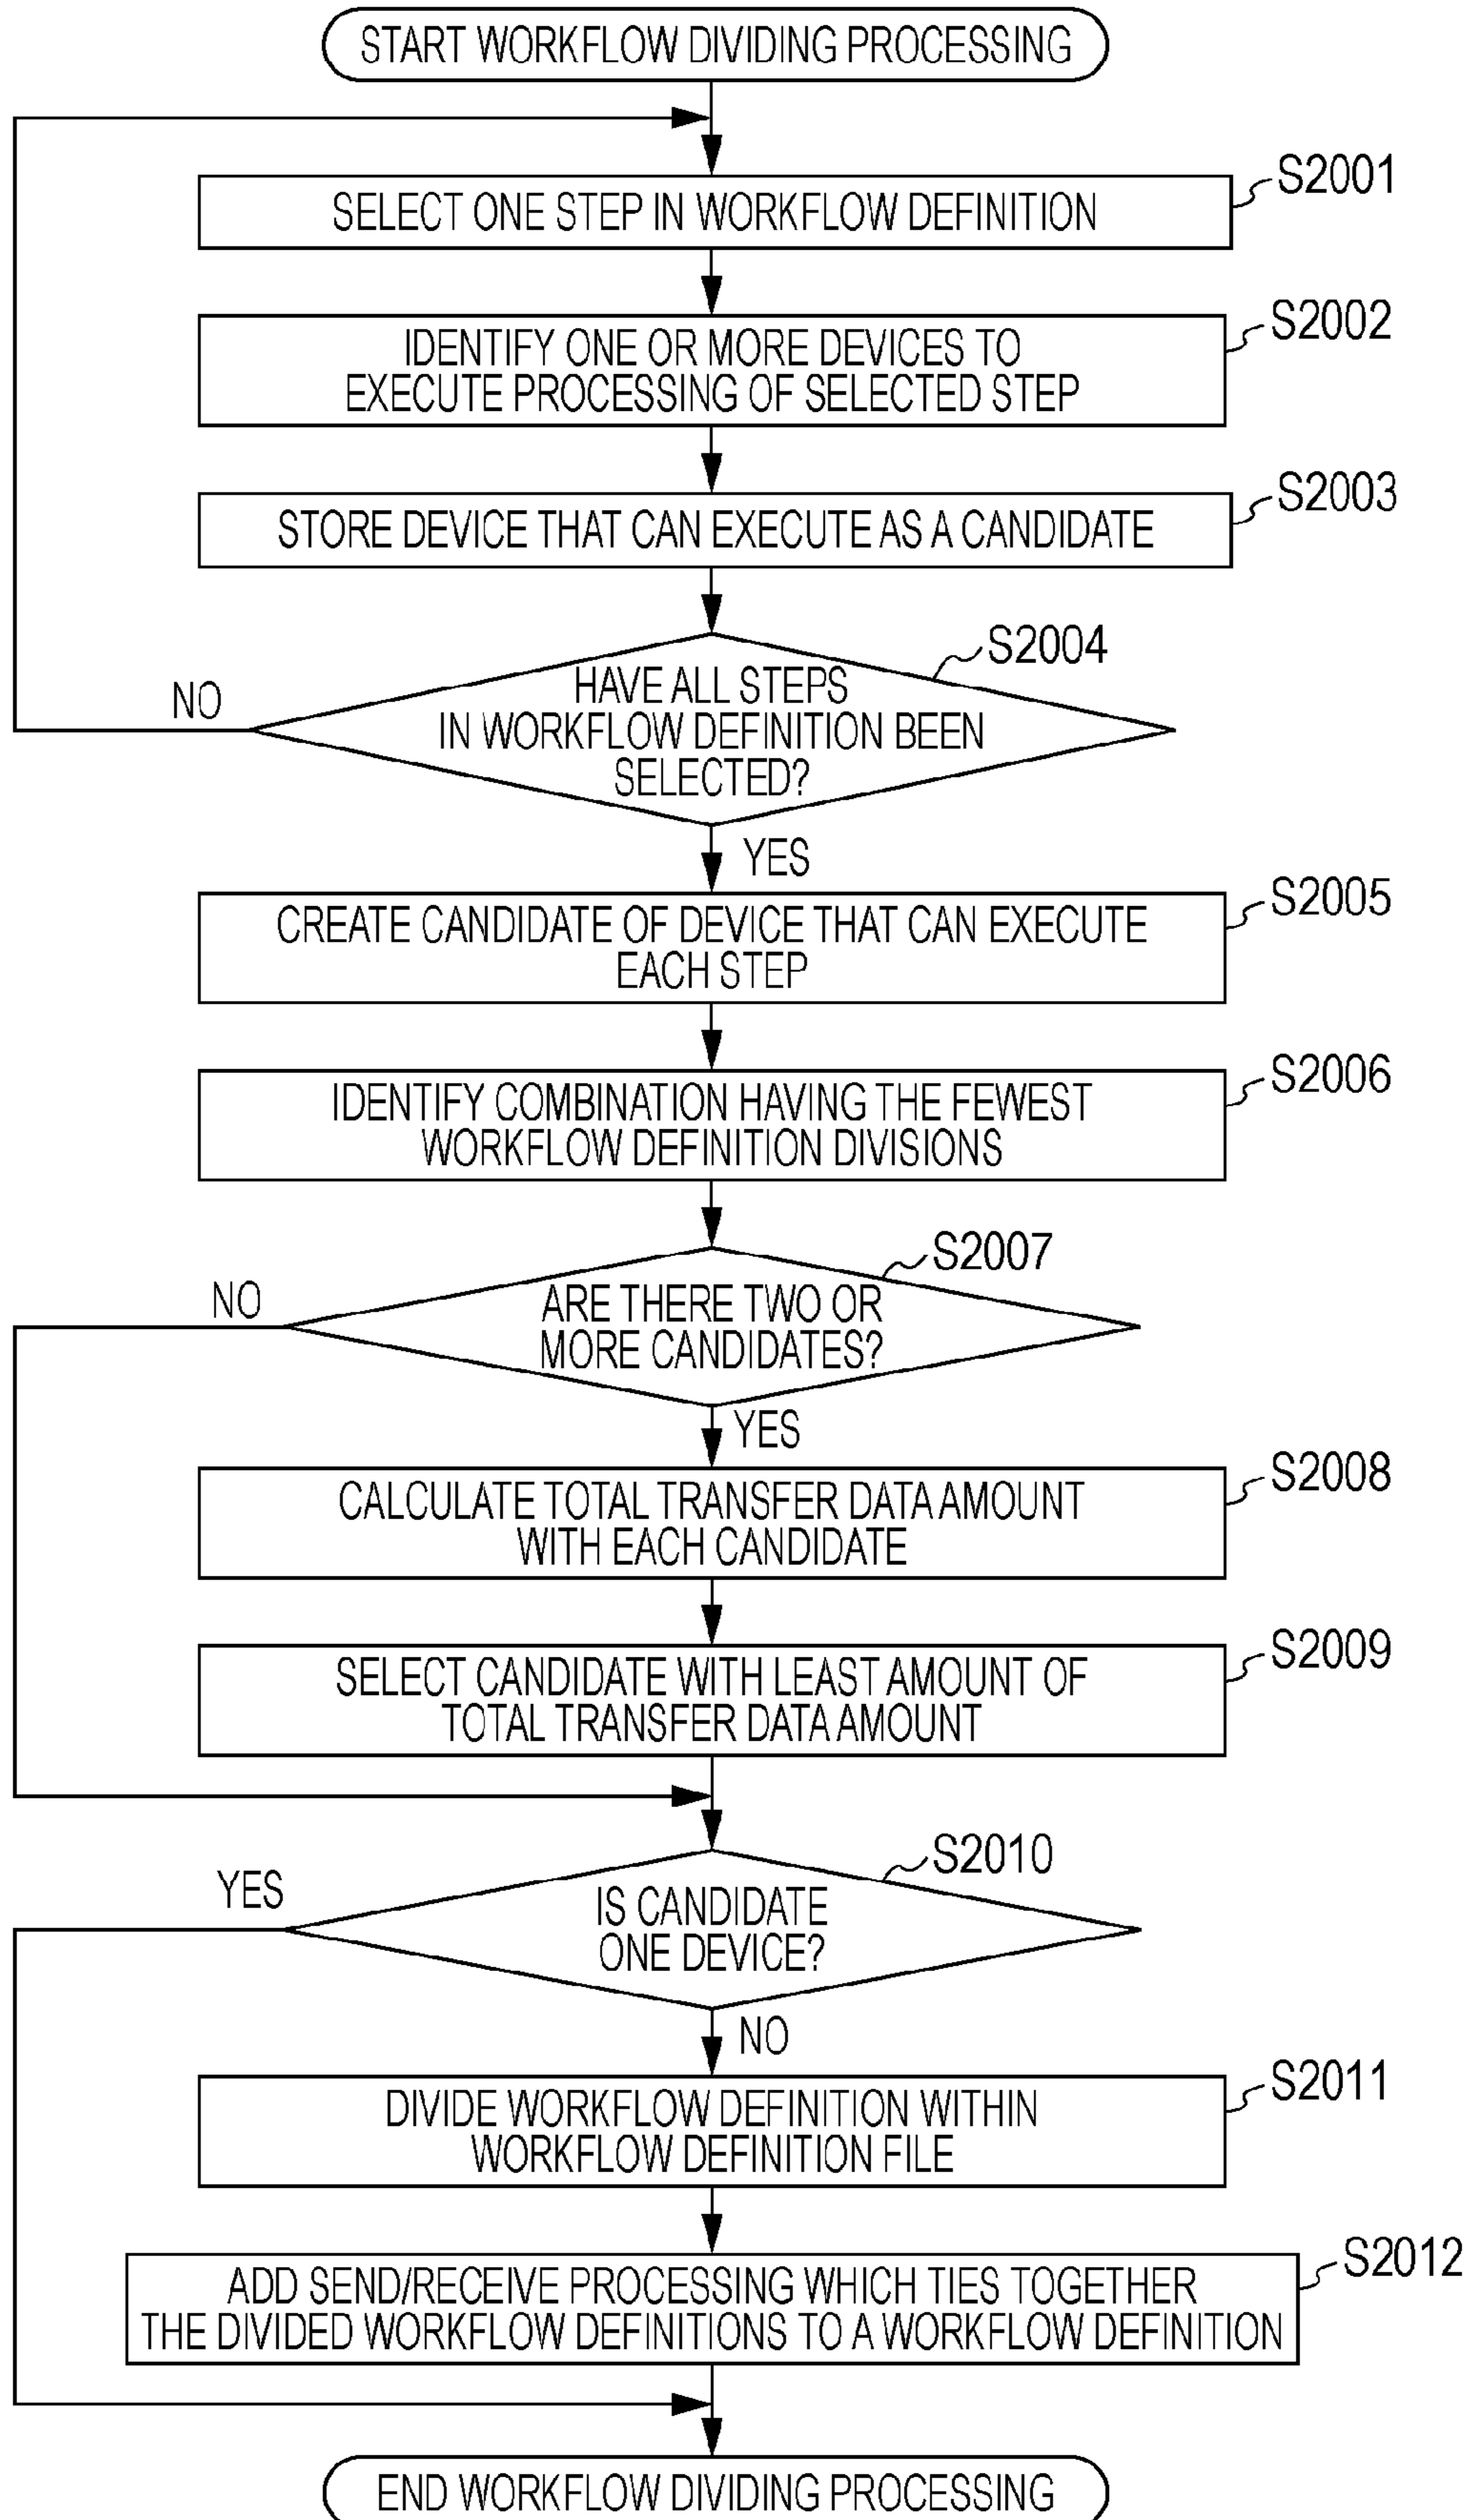 START WORKFLOW DIVIDING PROCESSING
S2001
SELECT ONE STEP IN WORKFLOW DEFINITION
S2002
IDENTIFY ONE OR MORE DEVICES TO
EXECUTE PROCESSING OF SELECTED STEP
S2003
STORE DEVICE THAT CAN EXECUTE AS A CANDIDATE
S2004
HAVE ALL STEPS
IN WORKFLOW DEFINITION BEEN
SELECTED?
NO
YES
S2005
CREATE CANDIDATE OF DEVICE THAT CAN EXECUTE
EACH STEP
S2006
IDENTIFY COMBINATION HAVING THE FEWEST
WORKFLOW DEFINITION DIVISIONS
S2007
ARE THERE TWO OR
MORE CANDIDATES?
NO
YES
S2008
CALCULATE TOTAL TRANSFER DATA AMOUNT
WITH EACH CANDIDATE
S2009
SELECT CANDIDATE WITH LEAST AMOUNT OF
TOTAL TRANSFER DATA AMOUNT
S2010
IS CANDIDATE
ONE DEVICE?
YES
NO
S2011
DIVIDE WORKFLOW DEFINITION WITHIN
WORKFLOW DEFINITION FILE
S2012
ADD SEND/RECEIVE PROCESSING WHICH TIES TOGETHER
THE DIVIDED WORKFLOW DEFINITIONS TO A WORKFLOW DEFINITION
END WORKFLOW DIVIDING PROCESSING